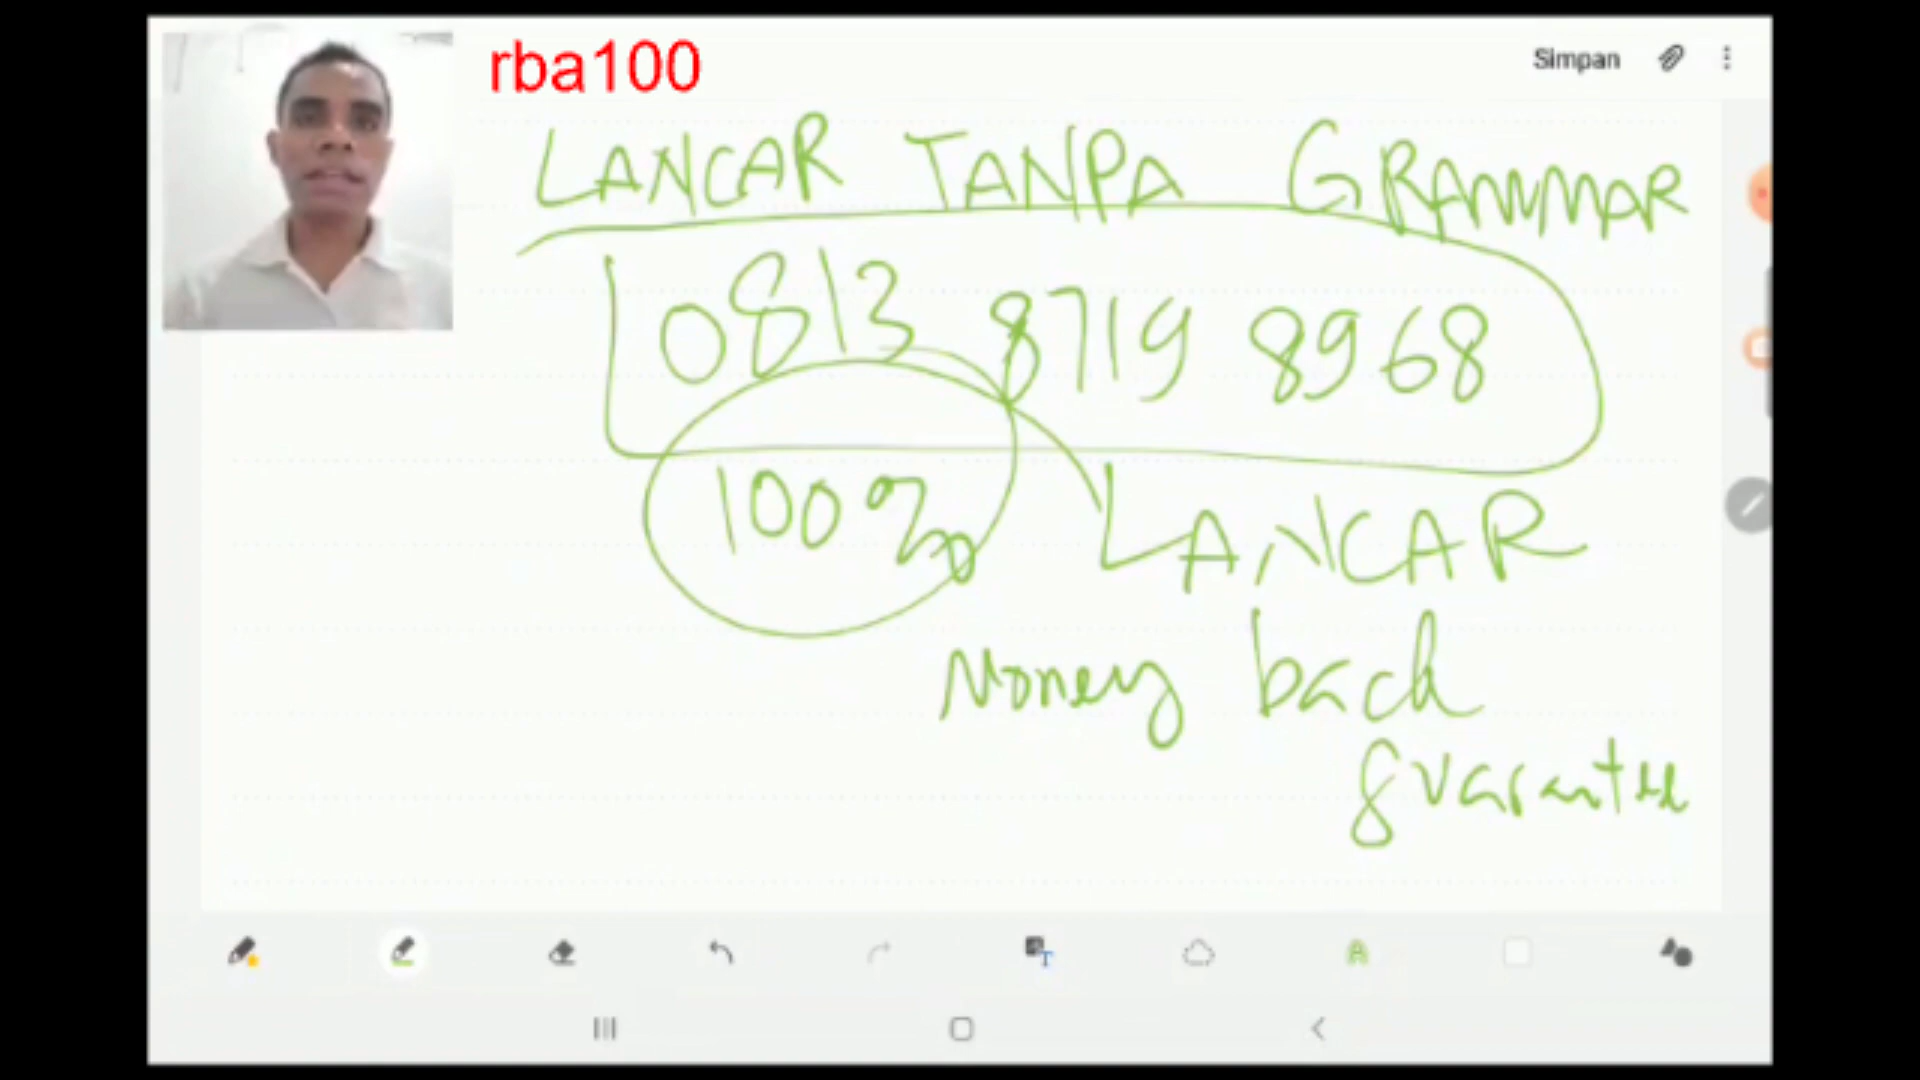 rba100
Simpan
LANCAR TANPA GRAMMAR
0813 8719 8968
100% LANCAR
Money back
guarantee